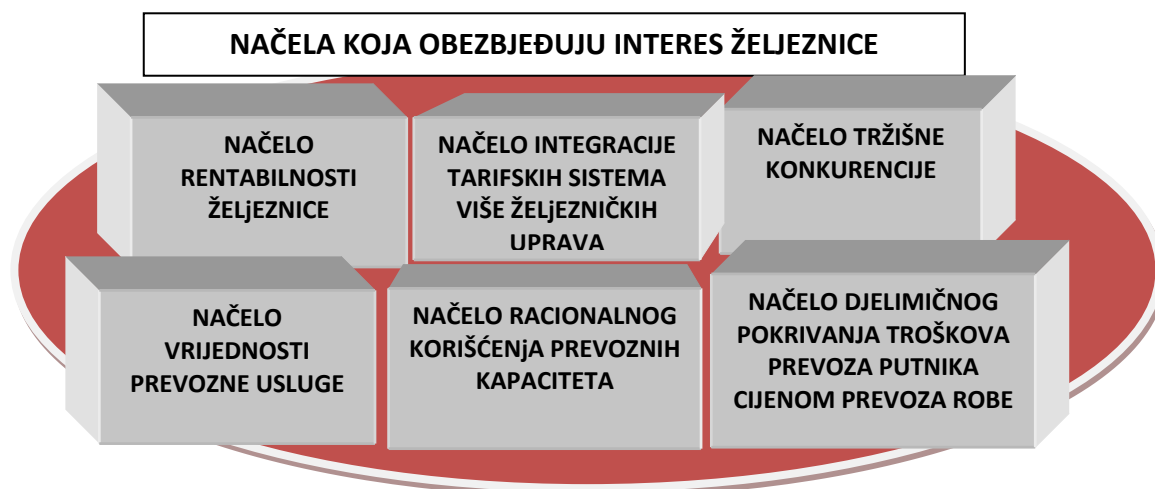 NAČELA KOJA OBEZBJEĐUJU INTERES ŽELJEZNICE
NAČELO
RENTABILNOSTI
ŽELjEZNICE
NAČELO INTEGRACIJE
TARIFSKIH SISTEMA
VIŠE ŽELjEZNIČKIH
UPRAVA
NAČELO TRŽIŠNE
KONKURENCIJE
NAČELO
VRIJEDNOSTI
PREVOZNE USLUGE
NAČELO RACIONALNOG
KORIŠĆENjA PREVOZNIH
KAPACITETA
NAČELO DJELIMIČNOG
POKRIVANJA TROŠKOVA
PREVOZA PUTNIKA
CIJENOM PREVOZA ROBE